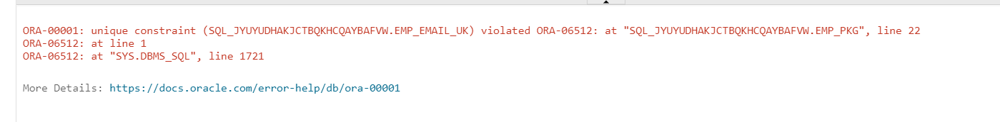 ORA-00001: unique constraint (SQL_JYUYUDHAKJCTBQKHCQAYBAFVW.EMP_EMAIL_UK) violated ORA-06512: at "SQL_JYUYUDHAKJCTBQKHCQAYBAFVW.EMP_PKG", line 22
ORA-06512: at line 1
ORA-06512: at "SYS.DBMS_SQL", line 1721
More Details: https://docs.oracle.com/error-help/db/ora-00001